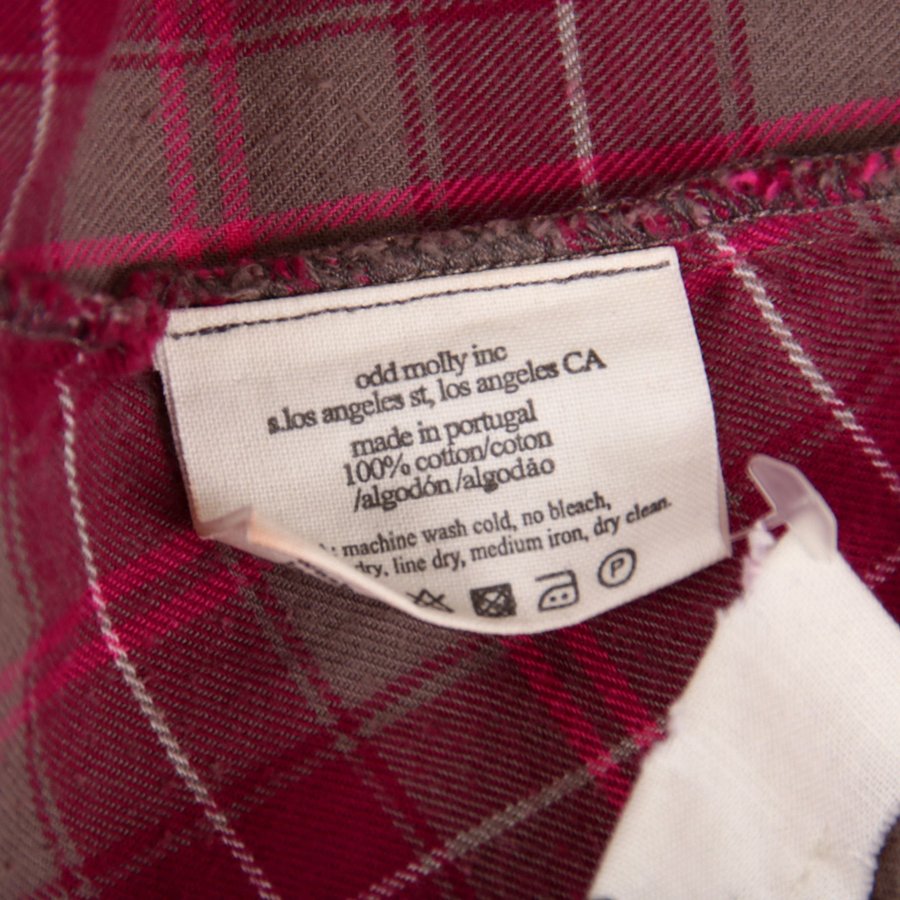 odd molly inc
s.los angeles st, los angeles CA
made in portugal
100% cotton/coton
/algodón /algodão
: machine wash cold, no bleach,
dry, line dry, medium iron, dry clean.
P